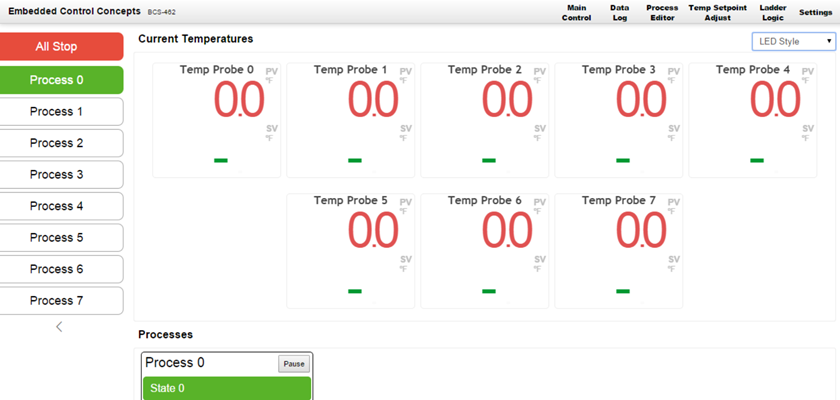 Embedded Control Concepts BCS-462
Main Control
Data Log
Process Editor
Temp Setpoint Adjust
Ladder Logic
Settings
All Stop
Process 0
Process 1
Process 2
Process 3
Process 4
Process 5
Process 6
Process 7
Current Temperatures
LED Style
Temp Probe 0 PV
°F
0.0
SV
°F
-
Temp Probe 1 PV
°F
0.0
SV
°F
-
Temp Probe 2 PV
°F
0.0
SV
°F
-
Temp Probe 3 PV
°F
0.0
SV
°F
-
Temp Probe 4 PV
°F
0.0
SV
°F
-
Temp Probe 5 PV
°F
0.0
SV
°F
-
Temp Probe 6 PV
°F
0.0
SV
°F
-
Temp Probe 7 PV
°F
0.0
SV
°F
-
Processes
Process 0 Pause
State 0